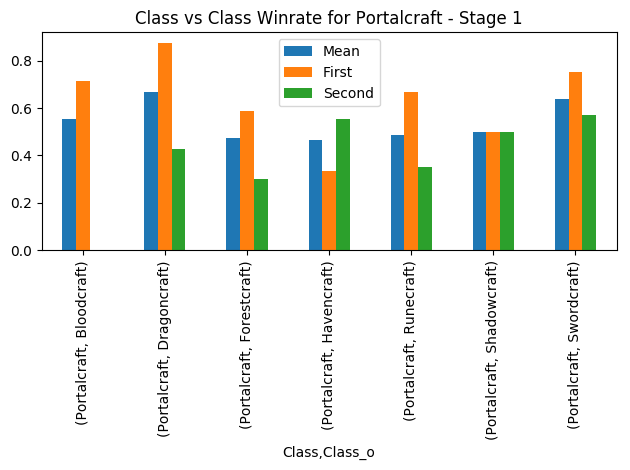 Class vs Class Winrate for Portalcraft - Stage 1
Mean
First
Second
0.8
0.6
0.4
0.2
0.0
(Portalcraft, Bloodcraft)
(Portalcraft, Dragoncraft)
(Portalcraft, Forestcraft)
(Portalcraft, Havencraft)
(Portalcraft, Runecraft)
(Portalcraft, Shadowcraft)
(Portalcraft, Swordcraft)
Class,Class_o